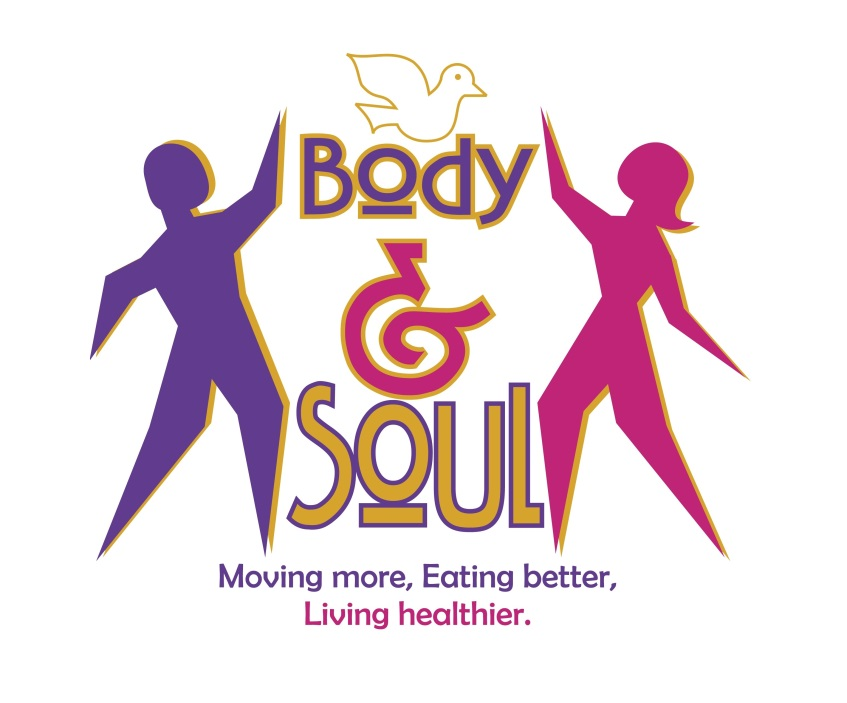 Body
&
Soul
Moving more, Eating better,
Living healthier.